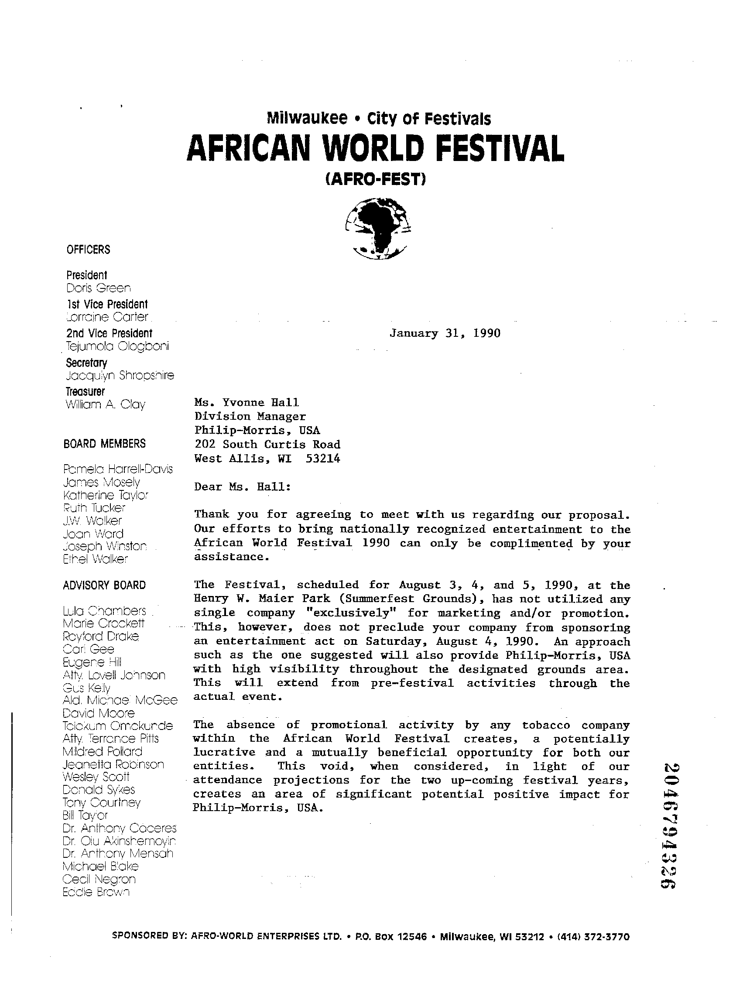 Milwaukee • City of Festivals
AFRICAN WORLD FESTIVAL
(AFRO-FEST)
OFFICERS
President
Doris Green
1st Vice President
Lorraine Carter
2nd Vice President
Tejumola Ologboni
Secretary
Jacqulyn Shropshire
Treasurer
William A. Clay
BOARD MEMBERS
Pamela Harrell-Davis
James Mosely
Katherine Taylor
Ruth Tucker
J.W. Walker
Joan Ward
Joseph Winston
Ethel Walker
ADVISORY BOARD
Lula Chambers
Marie Crockett
Rayford Drake
Carl Gee
Eugene Hill
Atty. Lovell Johnson
Gus Kelly
Ald. Michael McGee
David Moore
Omokunde
Atty. Terrance Pitts
Mildred Pollard
Jeanetta Robinson
Wesley Scott
Donald Sykes
Tony Courtney
Bill Taylor
Dr. Anthony Caceres
Dr. Olu
Dr. Anthony Mensah
Michael Blake
Cecil Negron
Eddie Brown
January 31, 1990
Ms. Yvonne Hall
Division Manager
Philip-Morris, USA
202 South Curtis Road
West Allis, WI 53214
Dear Ms. Hall:
Thank you for agreeing to meet with us regarding our proposal.
Our efforts to bring nationally recognized entertainment to the
African World Festival 1990 can only be complimented by your
assistance.
The Festival, scheduled for August 3, 4, and 5, 1990, at the
Henry W. Maier Park (Summerfest Grounds), has not utilized any
single company "exclusively" for marketing and/or promotion.
This, however, does not preclude your company from sponsoring
an entertainment act on Saturday, August 4, 1990. An approach
such as the one suggested will also provide Philip-Morris, USA
with high visibility throughout the designated grounds area.
This will extend from pre-festival activities through the
actual event.
The absence of promotional activity by any tobacco company
within the African World Festival creates, a potentially
lucrative and a mutually beneficial opportunity for both our
entities. This void, when considered, in light of our
attendance projections for the two up-coming festival years,
creates an area of significant potential positive impact for
Philip-Morris, USA.
2046794326
SPONSORED BY: AFRO-WORLD ENTERPRISES LTD. • P.O. Box 12546 • Milwaukee, WI 53212 • (414) 372-3770